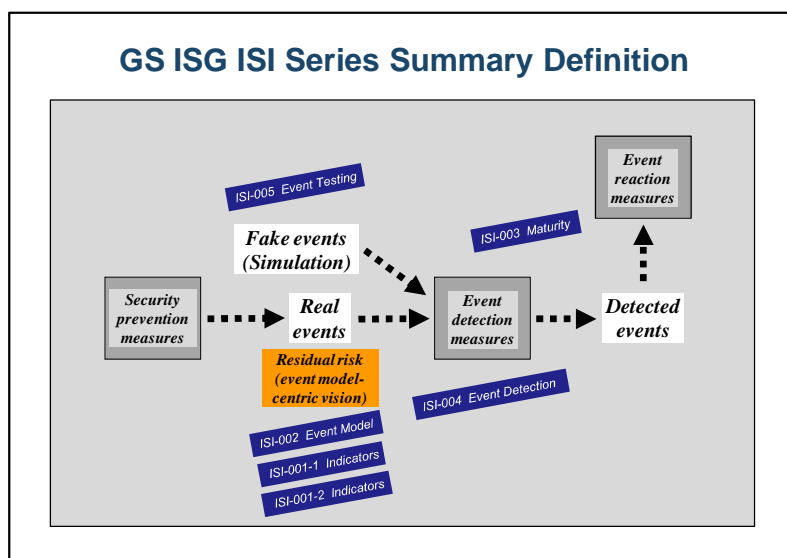 GS ISG ISI Series Summary Definition
Event
reaction
measures
ISI-005 Event Testing
ISI-003 Maturity
Fake events
(Simulation)
Security
prevention
measures
Real
events
Event
detection
measures
Detected
events
Residual risk
(event model-
centric vision)
ISI-004 Event Detection
ISI-002 Event Model
ISI-001-1 Indicators
ISI-001-2 Indicators